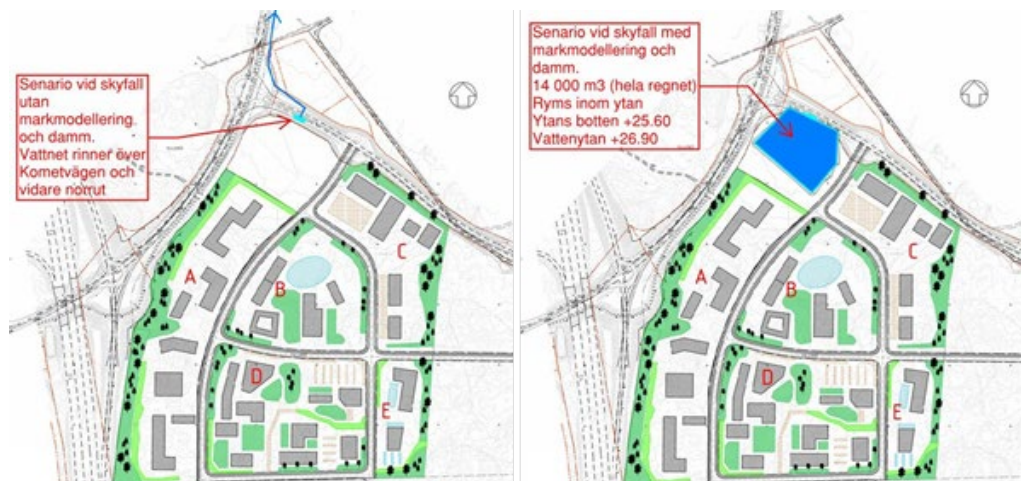 Senario vid skyfall
utan
markmodellering.
och damm.
Vattnet rinner över
Kometvägen och
vidare norrut
A
B
C
D
E
Senario vid skyfall med
markmodellering och
damm.
14 000 m3 (hela regnet)
Ryms inom ytan
Ytans botten +25.60
Vattenytan +26.90
A
B
C
D
E